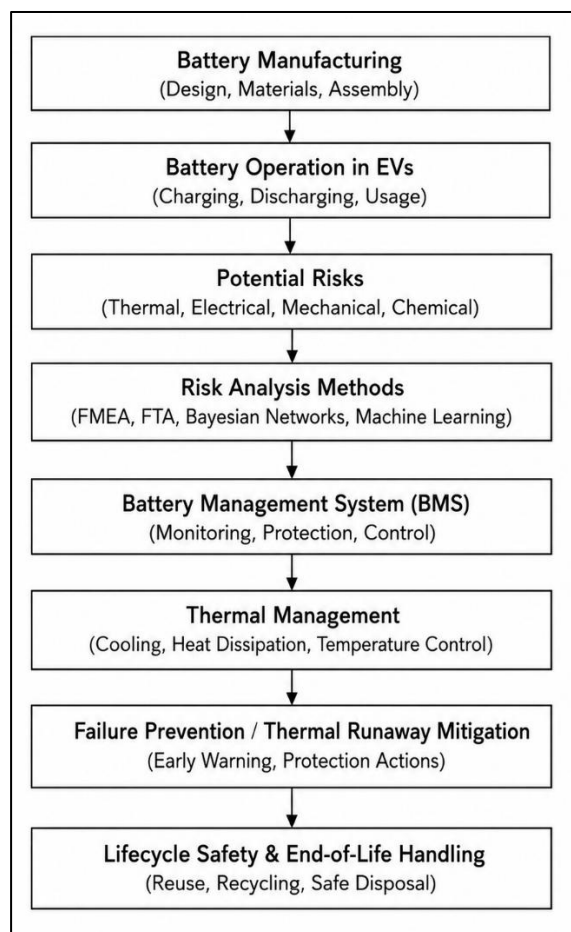 Battery Manufacturing
(Design, Materials, Assembly)
Battery Operation in EVs
(Charging, Discharging, Usage)
Potential Risks
(Thermal, Electrical, Mechanical, Chemical)
Risk Analysis Methods
(FMEA, FTA, Bayesian Networks, Machine Learning)
Battery Management System (BMS)
(Monitoring, Protection, Control)
Thermal Management
(Cooling, Heat Dissipation, Temperature Control)
Failure Prevention / Thermal Runaway Mitigation
(Early Warning, Protection Actions)
Lifecycle Safety & End-of-Life Handling
(Reuse, Recycling, Safe Disposal)